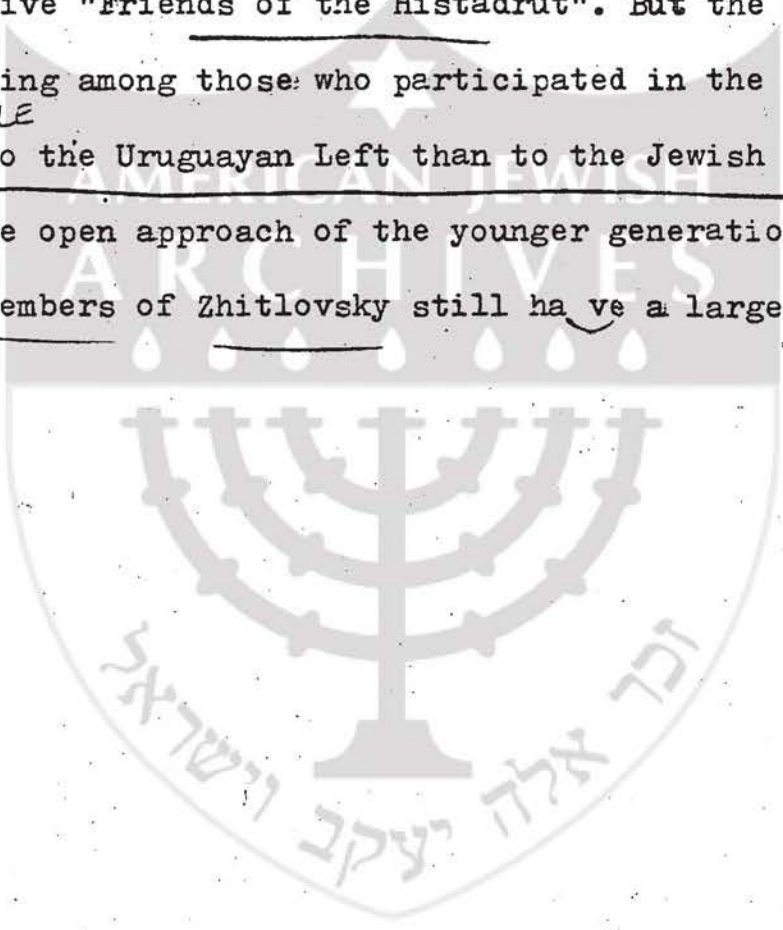 ive "Friends of the Histadrut". But the
ing among those who participated in the
LE
o the Uruguayan Left than to the Jewish
AMERICAN JEWISH
e open approach of the younger generatio
ARCHIVES
embers of Zhitlovsky still ha ve a large
זכר אלה יעקב וישראל